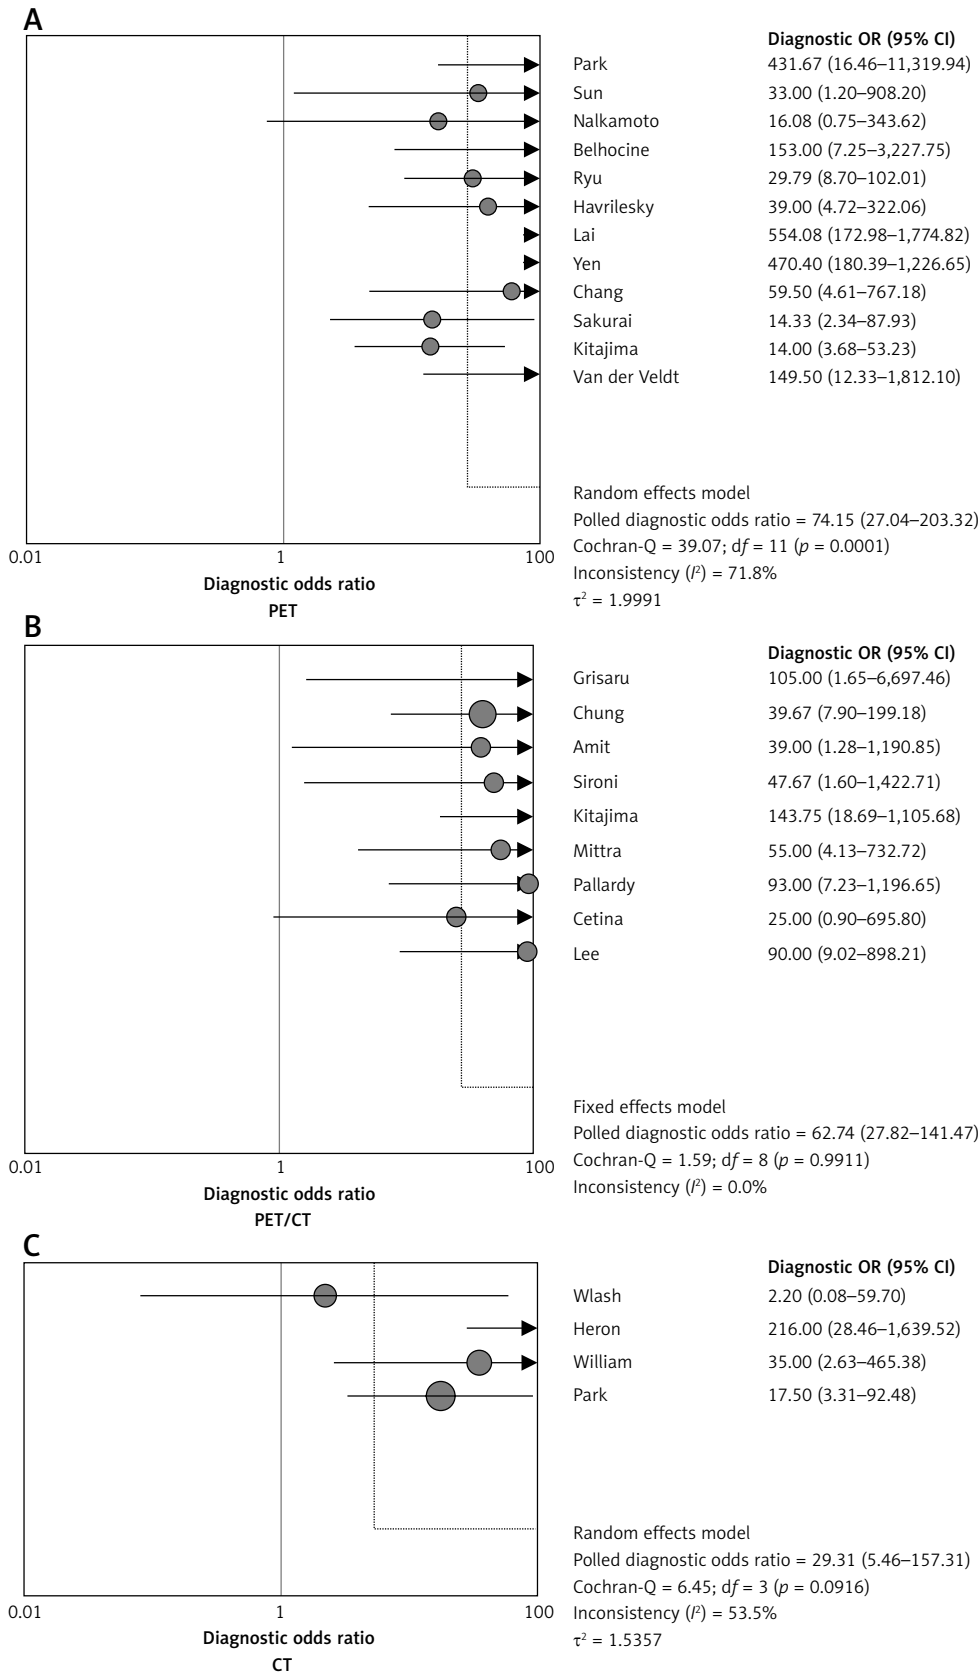 A
Diagnostic OR (95% CI)
Park 431.67 (16.46–11,319.94)
Sun 33.00 (1.20–908.20)
Nalkamoto 16.08 (0.75–343.62)
Belhocine 153.00 (7.25–3,227.75)
Ryu 29.79 (8.70–102.01)
Havrilesky 39.00 (4.72–322.06)
Lai 554.08 (172.98–1,774.82)
Yen 470.40 (180.39–1,226.65)
Chang 59.50 (4.61–767.18)
Sakurai 14.33 (2.34–87.93)
Kitajima 14.00 (3.68–53.23)
Van der Veldt 149.50 (12.33–1,812.10)
Random effects model
Polled diagnostic odds ratio = 74.15 (27.04–203.32)
Cochran-Q = 39.07; df = 11 (p = 0.0001)
Inconsistency (I²) = 71.8%
τ² = 1.9991
0.01 1 100
Diagnostic odds ratio
PET
B
Diagnostic OR (95% CI)
Grisaru 105.00 (1.65–6,697.46)
Chung 39.67 (7.90–199.18)
Amit 39.00 (1.28–1,190.85)
Sironi 47.67 (1.60–1,422.71)
Kitajima 143.75 (18.69–1,105.68)
Mittra 55.00 (4.13–732.72)
Pallardy 93.00 (7.23–1,196.65)
Cetina 25.00 (0.90–695.80)
Lee 90.00 (9.02–898.21)
Fixed effects model
Polled diagnostic odds ratio = 62.74 (27.82–141.47)
Cochran-Q = 1.59; df = 8 (p = 0.9911)
Inconsistency (I²) = 0.0%
0.01 1 100
Diagnostic odds ratio
PET/CT
C
Diagnostic OR (95% CI)
Wlash 2.20 (0.08–59.70)
Heron 216.00 (28.46–1,639.52)
William 35.00 (2.63–465.38)
Park 17.50 (3.31–92.48)
Random effects model
Polled diagnostic odds ratio = 29.31 (5.46–157.31)
Cochran-Q = 6.45; df = 3 (p = 0.0916)
Inconsistency (I²) = 53.5%
τ² = 1.5357
0.01 1 100
Diagnostic odds ratio
CT